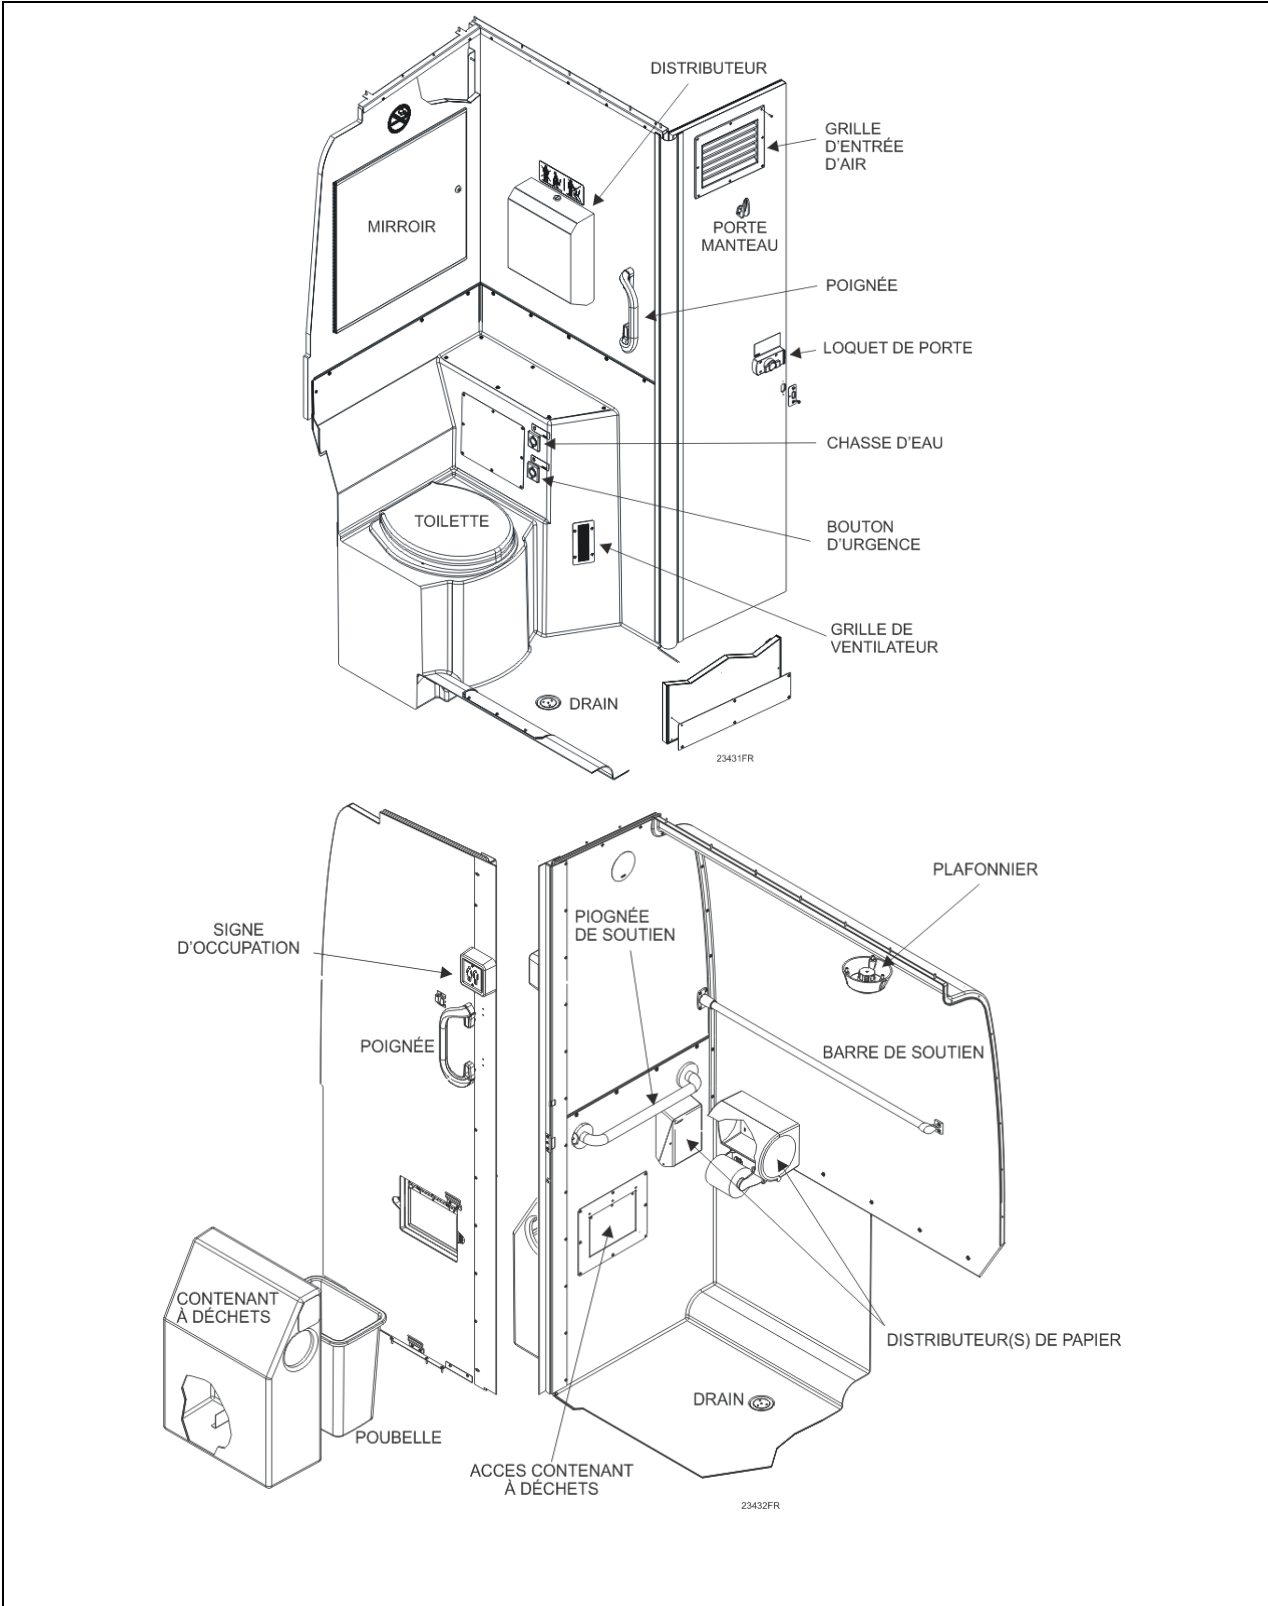 DISTRIBUTEUR
GRILLE
D'ENTRÉE
D'AIR
MIRROIR
PORTE
MANTEAU
POIGNÉE
LOQUET DE PORTE
CHASSE D'EAU
TOILETTE
BOUTON
D'URGENCE
GRILLE DE
VENTILATEUR
DRAIN
23431FR
PLAFONNIER
SIGNE
D'OCCUPATION
PIOGNÉE
DE SOUTIEN
POIGNÉE
BARRE DE SOUTIEN
CONTENANT
À DÉCHETS
DISTRIBUTEUR(S) DE PAPIER
DRAIN
POUBELLE
ACCES CONTENANT
À DÉCHETS
23432FR